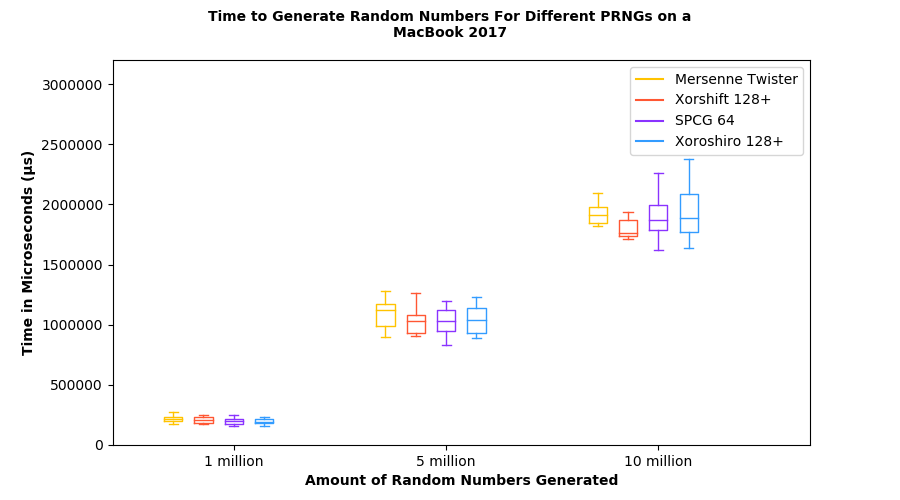 Time to Generate Random Numbers For Different PRNGs on a
MacBook 2017
3000000
2500000
2000000
1500000
1000000
500000
0
Time in Microseconds (µs)
Mersenne Twister
Xorshift 128+
SPCG 64
Xoroshiro 128+
1 million
5 million
10 million
Amount of Random Numbers Generated